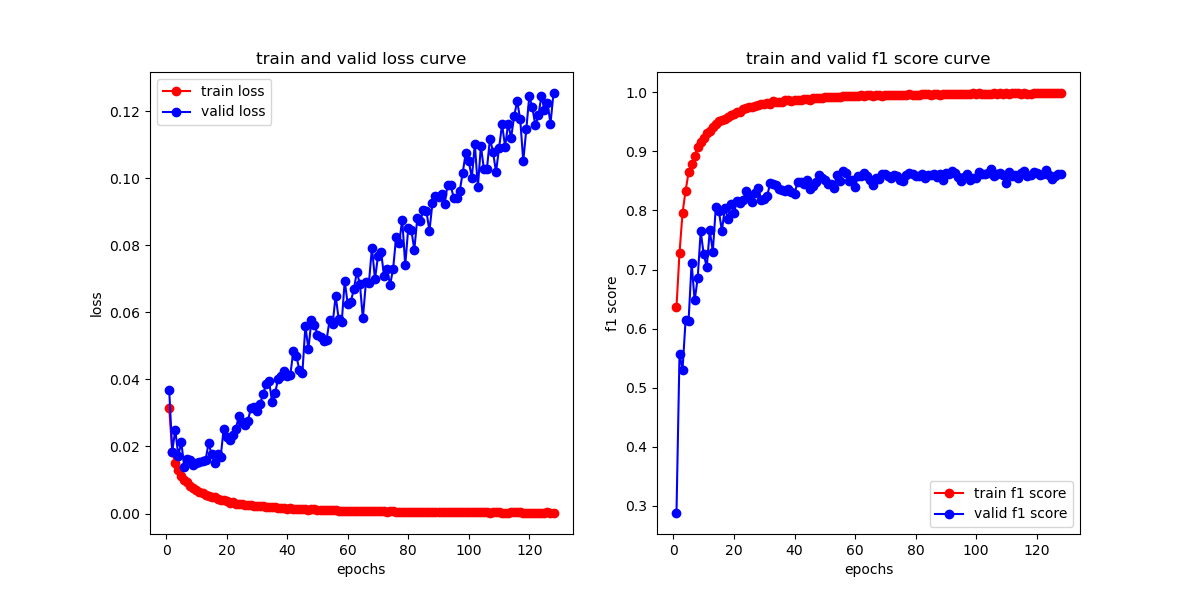 train and valid loss curve
train loss
valid loss
loss
0.12
0.10
0.08
0.06
0.04
0.02
0.00
0 20 40 60 80 100 120
epochs
train and valid f1 score curve
f1 score
1.0
0.9
0.8
0.7
0.6
0.5
0.4
0.3
train f1 score
valid f1 score
0 20 40 60 80 100 120
epochs